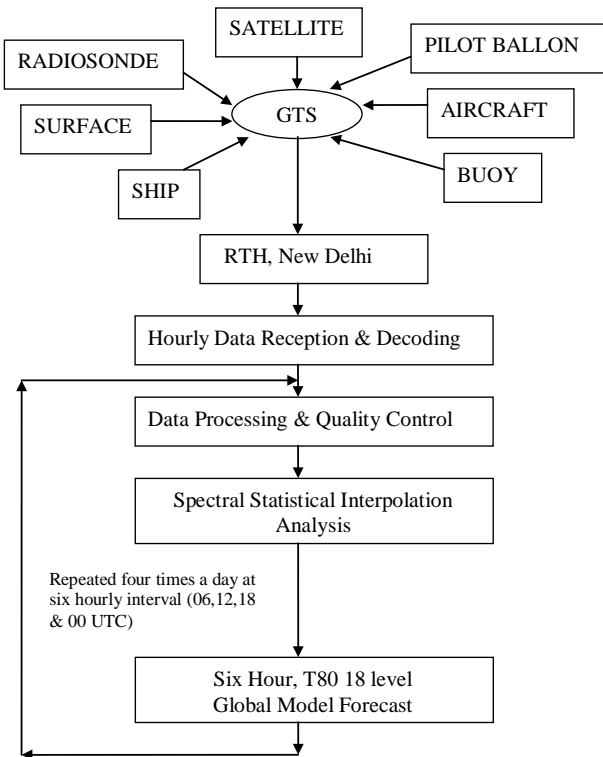 SATELLITE
RADIOSONDE
PILOT BALLON
SURFACE
GTS
AIRCRAFT
SHIP
BUOY
RTH, New Delhi
Hourly Data Reception & Decoding
Data Processing & Quality Control
Spectral Statistical Interpolation
Analysis
Repeated four times a day at
six hourly interval (06,12,18
& 00 UTC)
Six Hour, T80 18 level
Global Model Forecast